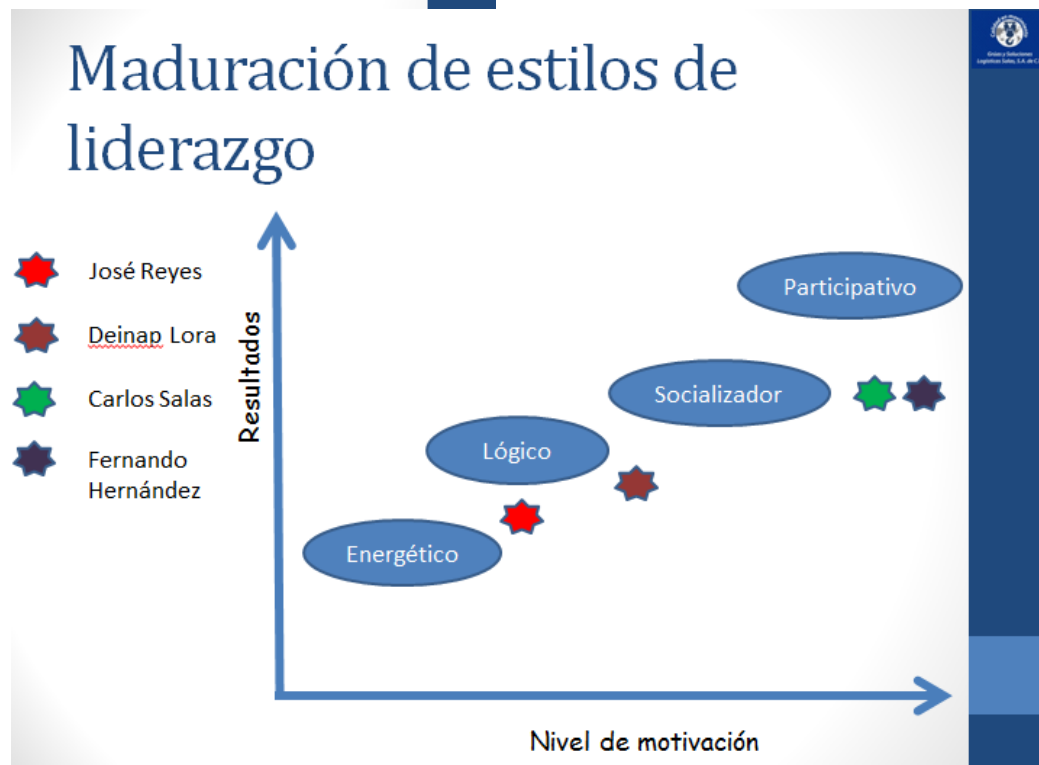 Maduración de estilos de
liderazgo
José Reyes
Deinap Lora
Carlos Salas
Fernando
Hernández
Resultados
Participativo
Socializador
Lógico
Energético
Nivel de motivación